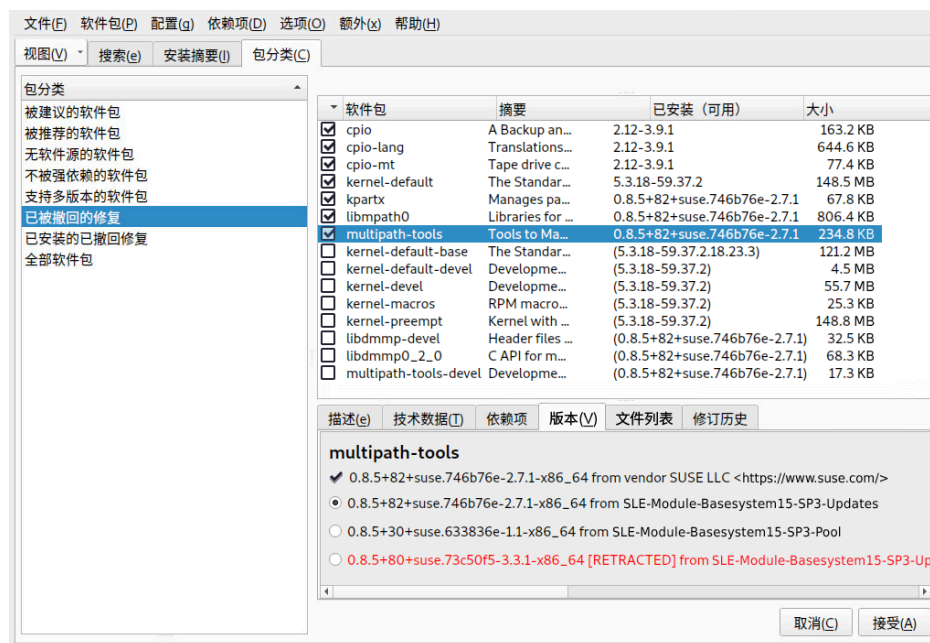 文件(F) 软件包(P) 配置(g) 依赖项(D) 选项(O) 额外(x) 帮助(H)
视图(V) 搜索(e) 安装摘要(I) 包分类(C)
包分类
被建议的软件包
被推荐的软件包
无软件源的软件包
不被强依赖的软件包
支持多版本的软件包
已被撤回的修复
已安装的已撤回修复
全部软件包
软件包 摘要 已安装（可用） 大小
cpio A Backup an... 2.12-3.9.1 163.2 KB
cpio-lang Translations... 2.12-3.9.1 644.6 KB
cpio-mt Tape drive c... 2.12-3.9.1 77.4 KB
kernel-default The Standar... 5.3.18-59.37.2 148.5 MB
kpartx Manages pa... 0.8.5+82+suse.746b76e-2.7.1 67.8 KB
libmpath0 Libraries for ... 0.8.5+82+suse.746b76e-2.7.1 806.4 KB
multipath-tools Tools to Ma... 0.8.5+82+suse.746b76e-2.7.1 234.8 KB
kernel-default-base The Standar... (5.3.18-59.37.2.18.23.3) 121.2 MB
kernel-default-devel Developme... (5.3.18-59.37.2) 4.5 MB
kernel-devel Developme... (5.3.18-59.37.2) 55.7 MB
kernel-macros RPM macro... (5.3.18-59.37.2) 25.3 KB
kernel-preempt Kernel with ... (5.3.18-59.37.2) 148.8 MB
libdmmp-devel Header files ... (0.8.5+82+suse.746b76e-2.7.1) 32.5 KB
libdmmp0_2_0 C API for m... (0.8.5+82+suse.746b76e-2.7.1) 68.3 KB
multipath-tools-devel Developme... (0.8.5+82+suse.746b76e-2.7.1) 17.3 KB
描述(e) 技术数据(T) 依赖项 版本(V) 文件列表 修订历史
multipath-tools
0.8.5+82+suse.746b76e-2.7.1-x86_64 from vendor SUSE LLC <https://www.suse.com/>
0.8.5+82+suse.746b76e-2.7.1-x86_64 from SLE-Module-Basesystem15-SP3-Updates
0.8.5+30+suse.633836e-1.1-x86_64 from SLE-Module-Basesystem15-SP3-Pool
0.8.5+80+suse.73c50f5-3.3.1-x86_64 [RETRACTED] from SLE-Module-Basesystem15-SP3-Up
取消(C) 接受(A)